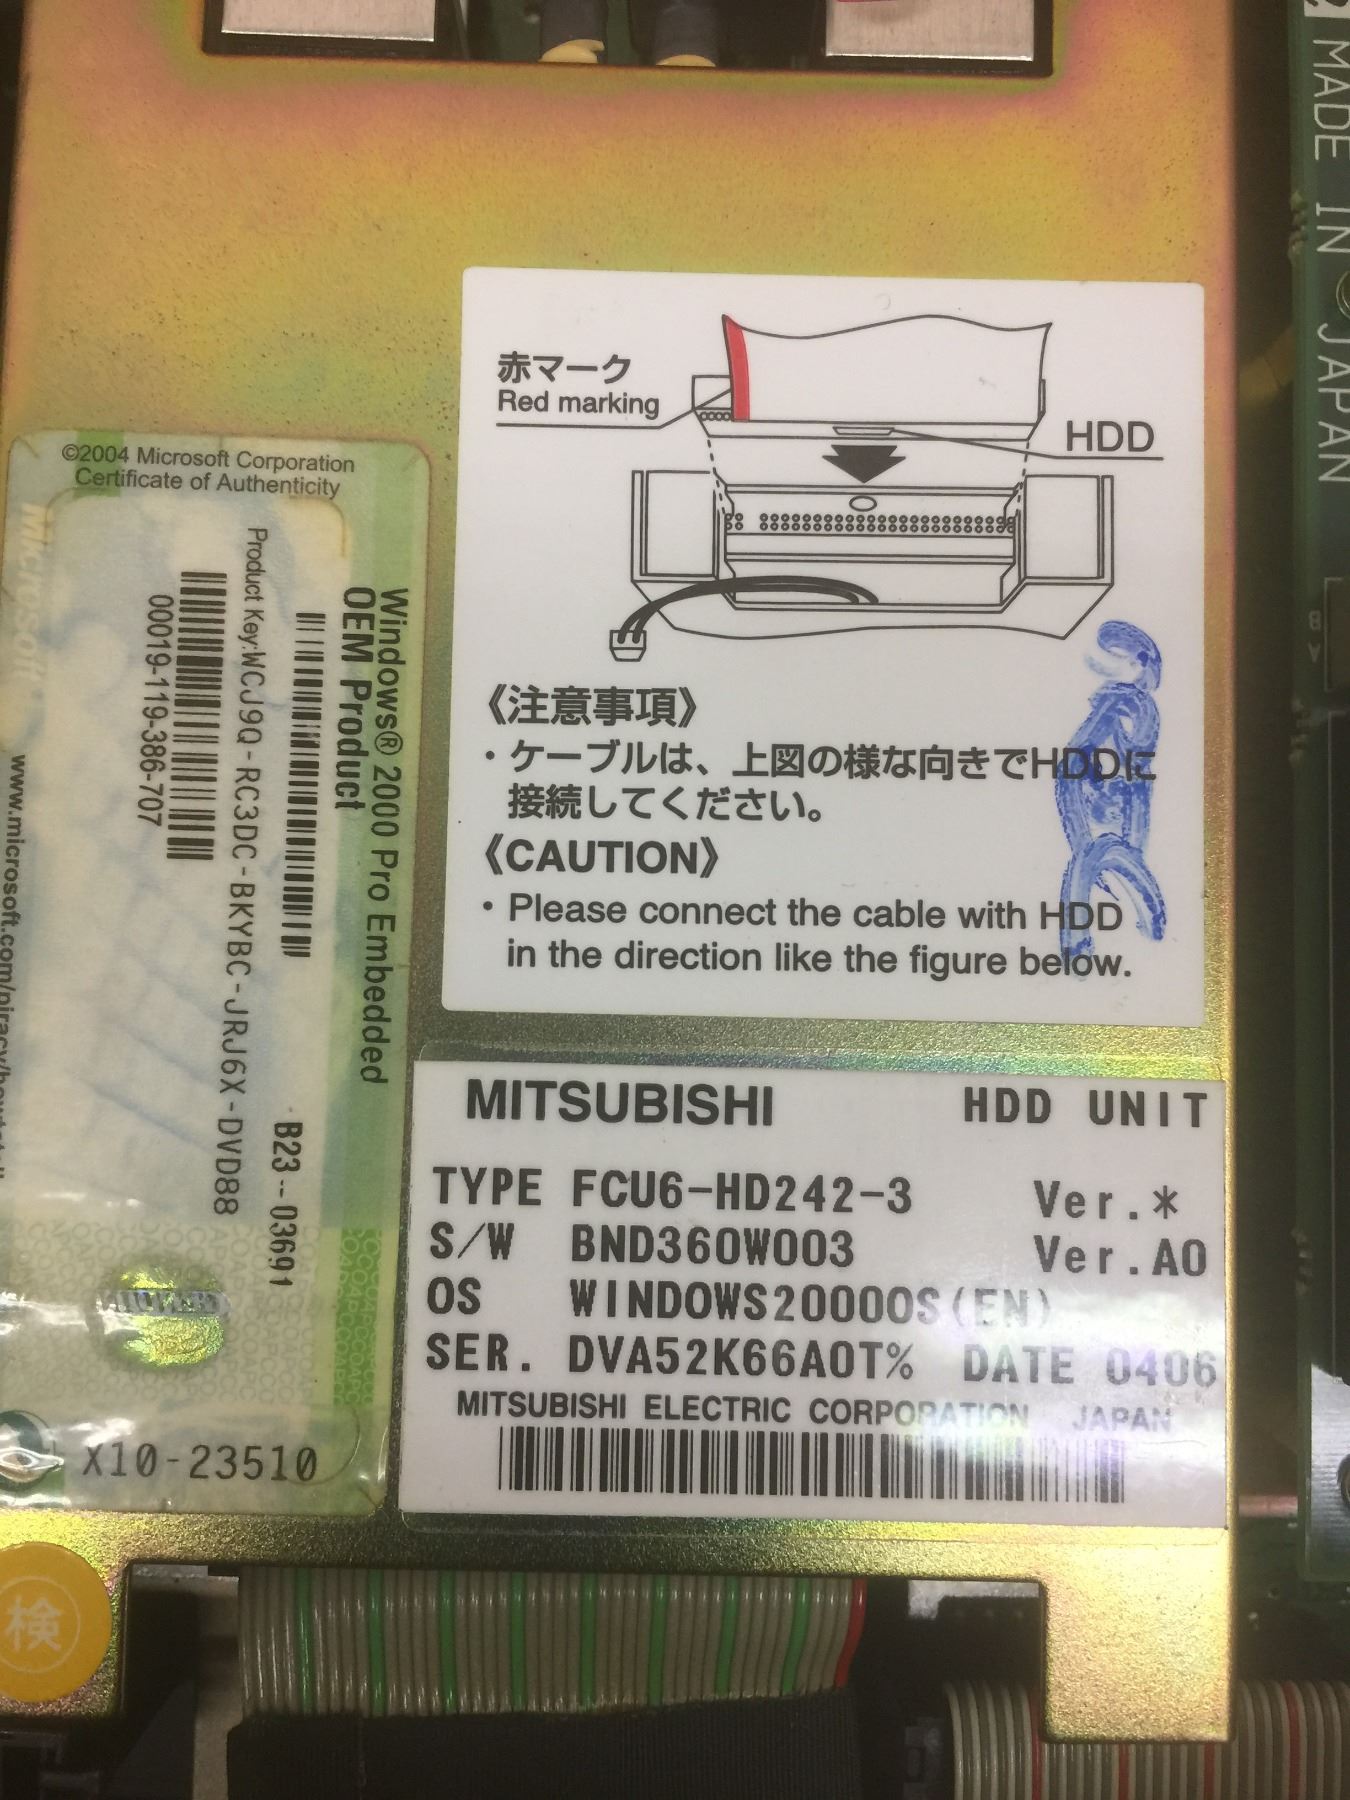 MADE IN JAPAN
赤マーク
Red marking
HDD
《注意事項》
・ケーブルは、上図の様な向きでHDDに
接続してください。
《CAUTION》
・Please connect the cable with HDD
in the direction like the figure below.
©2004 Microsoft Corporation
Certificate of Authenticity
Windows® 2000 Pro Embedded
OEM Product
B23--03691
Product Key:WCJ9Q-RC3DC-BKYBC-JRJ6X-DVD88
00019-119-386-707
Microsoft
X10-23510
MITSUBISHI HDD UNIT
TYPE FCU6-HD242-3 Ver.*
S/W BND360W003 Ver.A0
OS WINDOWS2000OS(EN)
SER. DVA52K66A0T% DATE 0406
MITSUBISHI ELECTRIC CORPORATION JAPAN
検